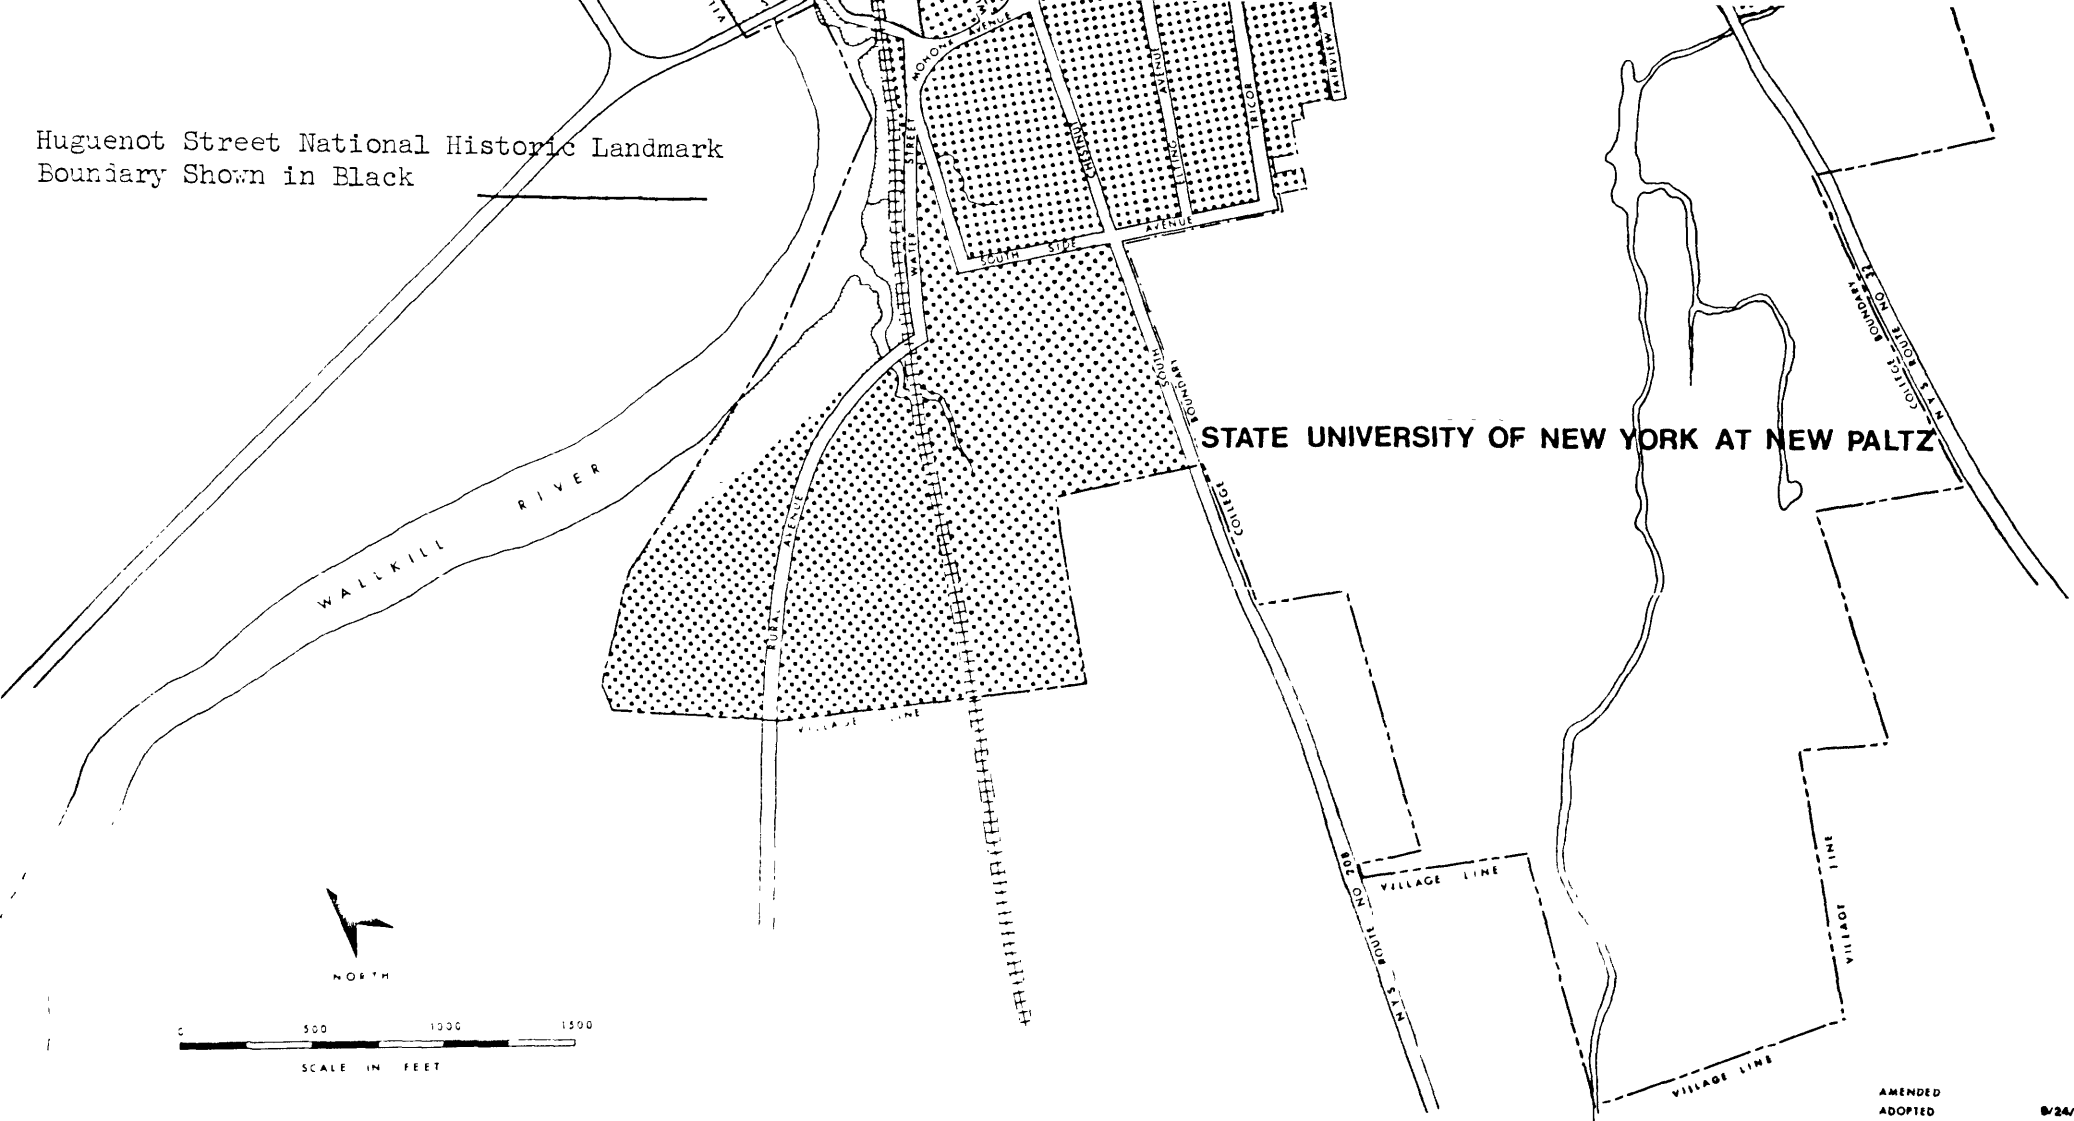 MOHONK AVENUE
AVENUE
FAIRVIEW AV
TRICOR
CHESTNUT
ELTING
STREET
WATER
Huguenot Street National Historic Landmark
Boundary Shown in Black
SOUTH SIDE AVENUE
SOUTH
BOUNDARY
COLLEGE
COLLEGE BOUNDARY
N Y S ROUTE NO 32
STATE UNIVERSITY OF NEW YORK AT NEW PALTZ
WALLKILL RIVER
AVENUE
VILLAGE LINE
N Y S ROUTE NO 208
VILLAGE LINE
VILLAGE LINE
VILLAGE LINE
NORTH
0 500 1000 1500
SCALE IN FEET
AMENDED
ADOPTED 9/24/